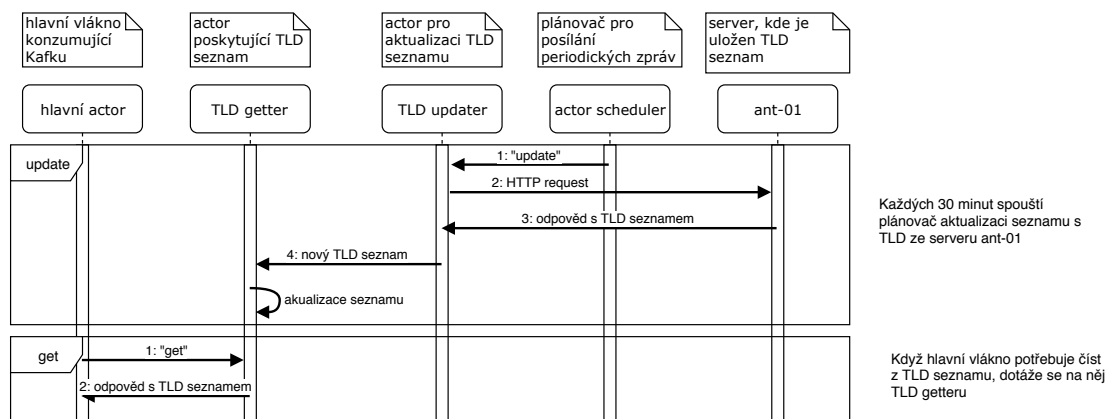 hlavní vlákno
konzumující
Kafku
actor
poskytující TLD
seznam
actor pro
aktualizaci TLD
seznamu
plánovač pro
posílání
periodických zpráv
server, kde je
uložen TLD
seznam
hlavní actor
TLD getter
TLD updater
actor scheduler
ant-01
update
1: "update"
2: HTTP request
3: odpověd s TLD seznamem
4: nový TLD seznam
akualizace seznamu
Každých 30 minut spouští
plánovač aktualizaci seznamu s
TLD ze serveru ant-01
get
1: "get"
2: odpověd s TLD seznamem
Když hlavní vlákno potřebuje číst
z TLD seznamu, dotáže se na něj
TLD getteru